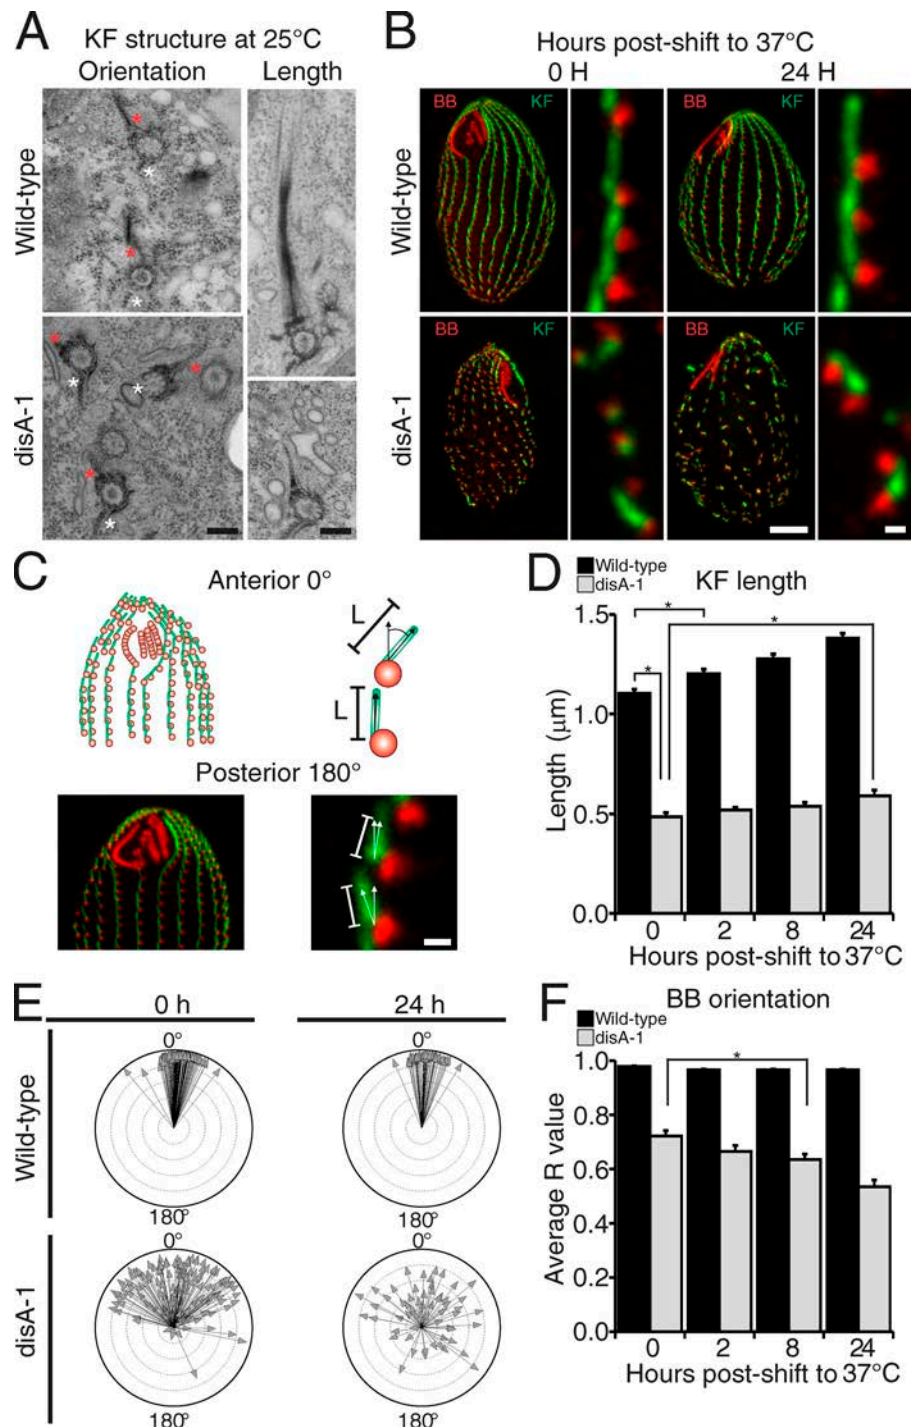 A
KF structure at 25°C
Orientation
Length
Wild-type
*
*
*
*
disA-1
*
*
*
*
*
*
B
Hours post-shift to 37°C
0 H
24 H
Wild-type
BB
KF
BB
KF
disA-1
BB
KF
BB
KF
C
Anterior 0°
L
L
Posterior 180°
D
Wild-type
disA-1
KF length
Length (μm)
1.5
1.0
0.5
0.0
*
*
*
0
2
8
24
Hours post-shift to 37°C
E
0 h
24 h
Wild-type
0°
0°
180°
180°
disA-1
0°
0°
180°
180°
F
BB orientation
Wild-type
disA-1
Average R value
1.0
0.8
0.6
0.4
0.2
0.0
*
0
2
8
24
Hours post-shift to 37°C